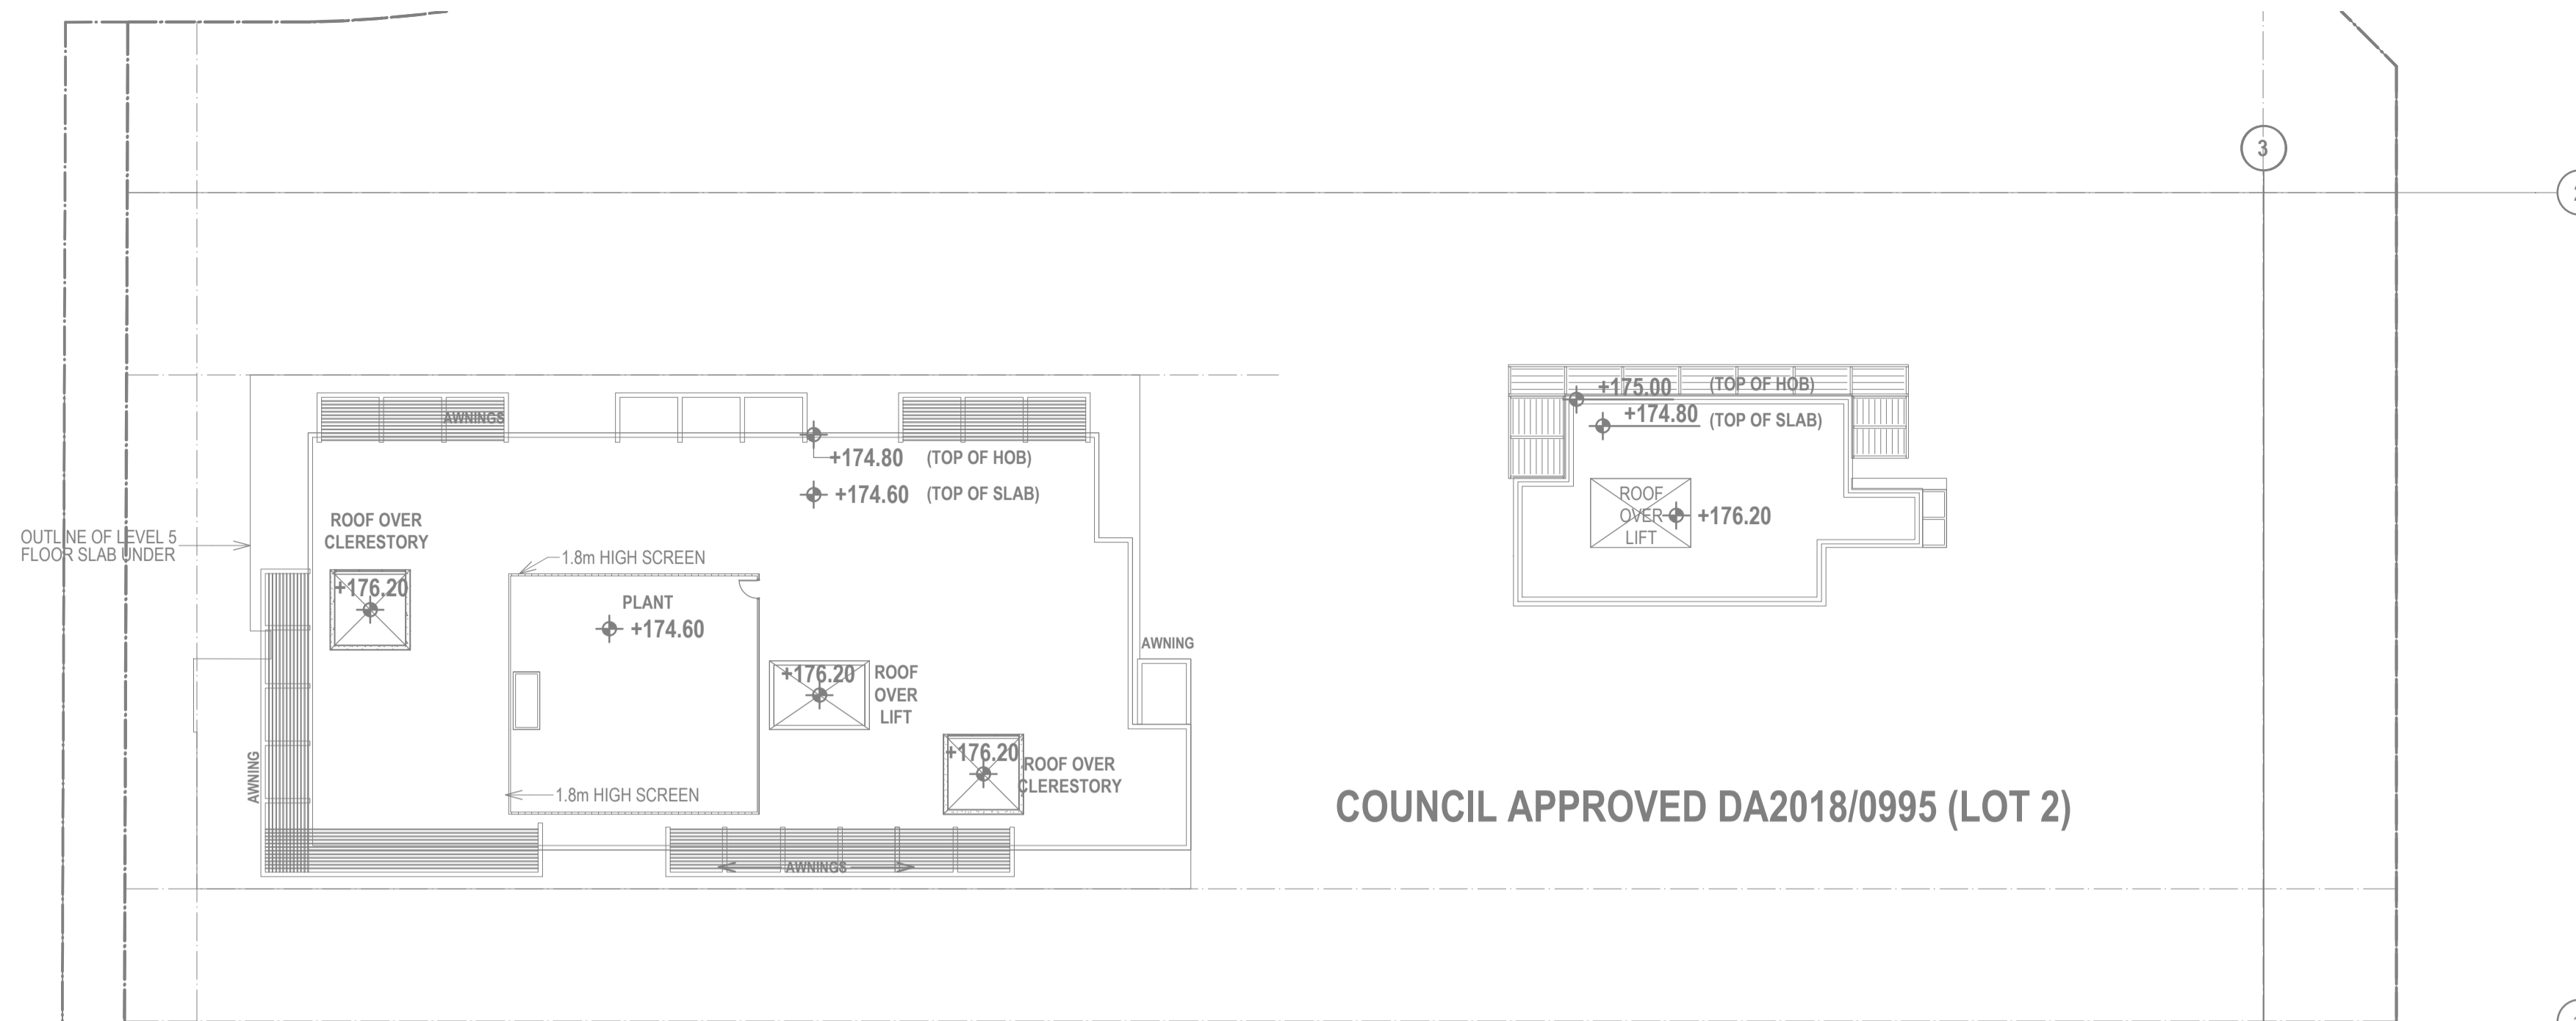 3
+175.00 (TOP OF HOB)
+174.80 (TOP OF SLAB)
AWNINGS
+174.80 (TOP OF HOB)
+174.60 (TOP OF SLAB)
ROOF
OVER
LIFT
+176.20
ROOF OVER
CLERESTORY
OUTLINE OF LEVEL 5
FLOOR SLAB UNDER
1.8m HIGH SCREEN
+176.20
PLANT
+174.60
AWNING
+176.20
ROOF
OVER
LIFT
+176.20
ROOF OVER
CLERESTORY
AWNING
1.8m HIGH SCREEN
COUNCIL APPROVED DA2018/0995 (LOT 2)
AWNINGS